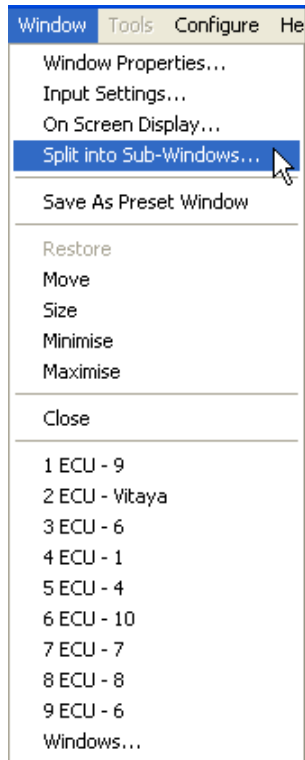 Window Tools Configure He
Window Properties...
Input Settings...
On Screen Display...
Split into Sub-Windows...
Save As Preset Window
Restore
Move
Size
Minimise
Maximise
Close
1 ECU - 9
2 ECU - Vitaya
3 ECU - 6
4 ECU - 1
5 ECU - 4
6 ECU - 10
7 ECU - 7
8 ECU - 8
9 ECU - 6
Windows...